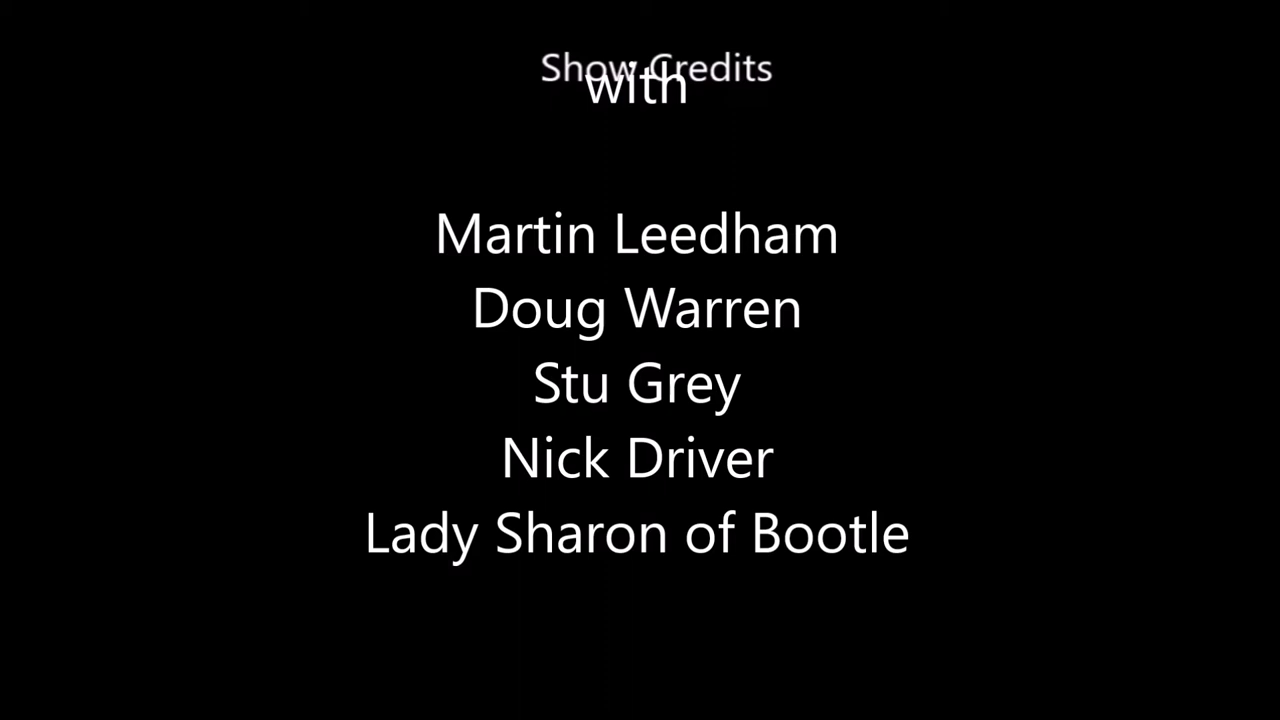 Show Credits
with
Martin Leedham
Doug Warren
Stu Grey
Nick Driver
Lady Sharon of Bootle